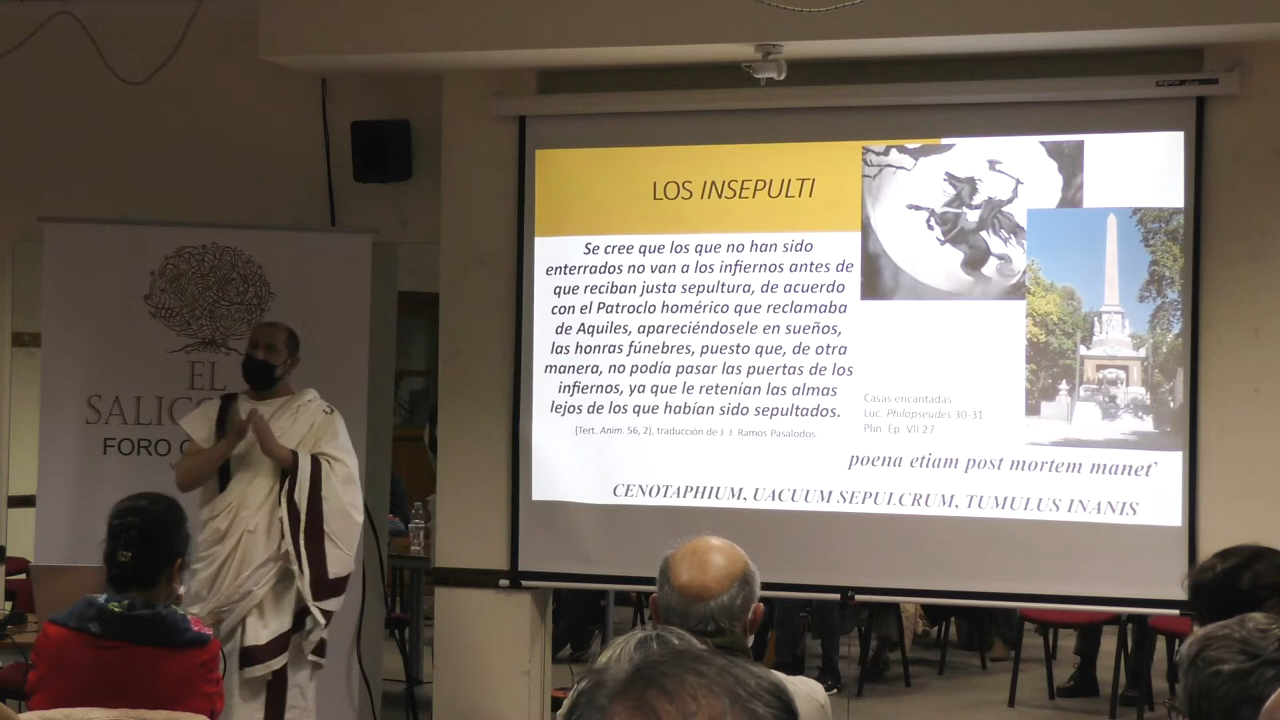 EL
FORO
LOS INSEPULTI
Se cree que los que no han sido
enterrados no van a los infiernos antes de
que reciban justa sepultura, de acuerdo
con el Patroclo homérico que reclamaba
de Aquiles, apareciéndosele en sueños,
las honras fúnebres, puesto que, de otra
manera, no podía pasar las puertas de los
infiernos, ya que le retenían las almas
lejos de los que habían sido sepultados.
(Tert. Anim. 56, 2), traducción de J. J. Ramos Pasalodos.
Casas encantadas
Luc. Philopseudes 30-31
Plin. Ep. VII 27
poena etiam post mortem manet
CENOTAPHIUM, UACUUM SEPULCRUM, TUMULUS INANIS